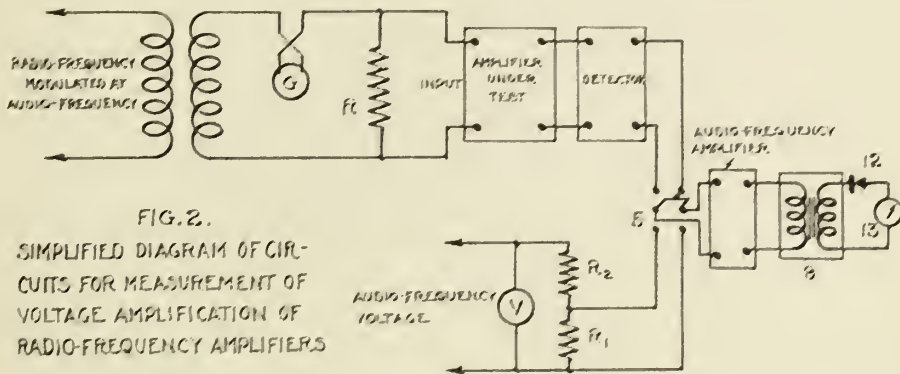 RADIO-FREQUENCY
MODULATED AT
AUDIO-FREQUENCY
G
R
INPUT
AMPLIFIER
UNDER
TEST
DETECTOR
AUDIO-FREQUENCY
AMPLIFIER
12
13
8
FIG.2.
SIMPLIFIED DIAGRAM OF CIR-
CUITS FOR MEASUREMENT OF
VOLTAGE AMPLIFICATION OF
RADIO-FREQUENCY AMPLIFIERS
AUDIO-FREQUENCY
VOLTAGE
V
R2
R1